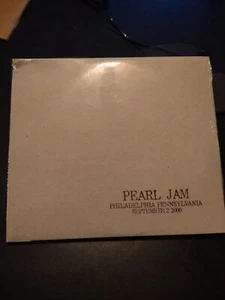 PEARL JAM
PHILADELPHIA PENNSYLVANIA
SEPTEMBER 2 2000